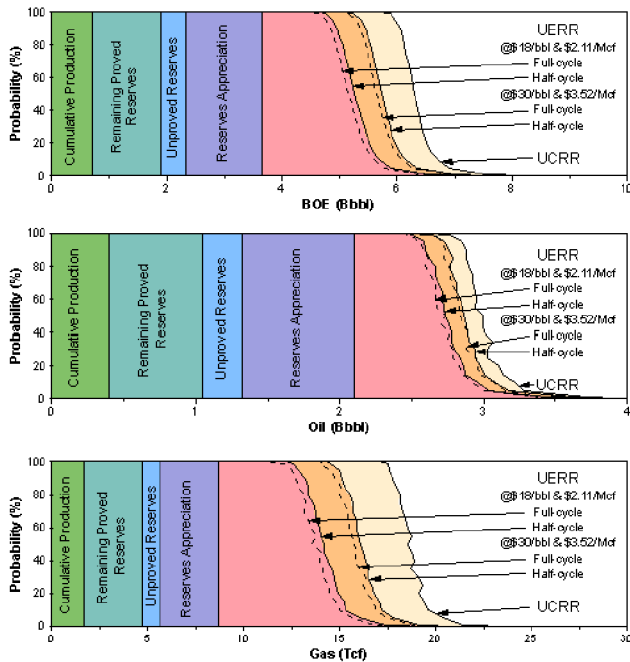 Probability (%)
100
80
60
40
20
0
Cumulative Production
Remaining Proved
Reserves
Unproved Reserves
Reserves Appreciation
UERR
@$18/bbl & $2.11/Mcf
Full-cycle
Half-cycle
@$30/bbl & $3.52/Mcf
Full-cycle
Half-cycle
UCRR
0 2 4 6 8 10
BOE (Bbbl)
Probability (%)
100
80
60
40
20
0
Cumulative Production
Remaining Proved
Reserves
Unproved Reserves
Reserves Appreciation
UERR
@$18/bbl & $2.11/Mcf
Full-cycle
Half-cycle
@$30/bbl & $3.52/Mcf
Full-cycle
Half-cycle
UCRR
0 1 2 3 4
Oil (Bbbl)
Probability (%)
100
80
60
40
20
0
Cumulative Production
Remaining Proved
Reserves
Unproved Reserves
Reserves Appreciation
UERR
@$18/bbl & $2.11/Mcf
Full-cycle
Half-cycle
@$30/bbl & $3.52/Mcf
Full-cycle
Half-cycle
UCRR
0 5 10 15 20 25 30
Gas (Tcf)